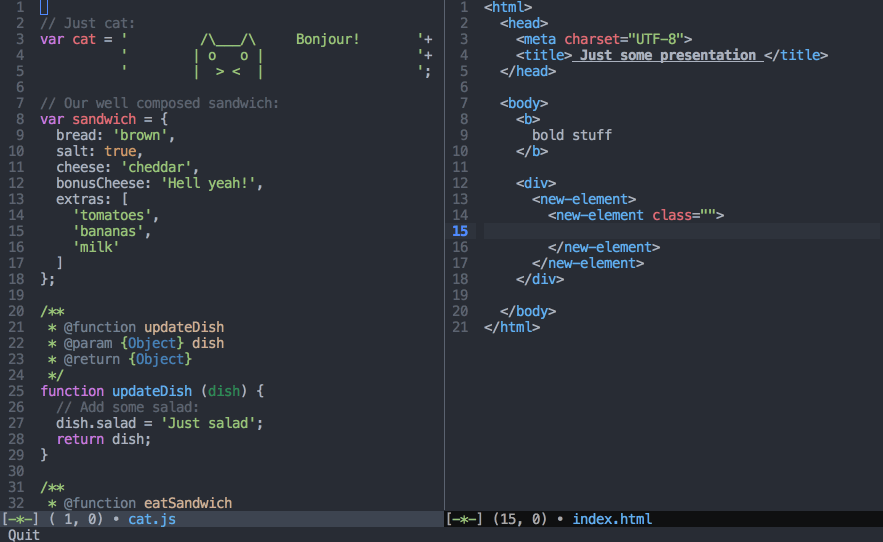 1
2 // Just cat:
3 var cat = '         /\___/\     Bonjour!       '+
4           '        | o   o |                   '+
5           '        |  > <  |                   ';
6
7 // Our well composed sandwich:
8 var sandwich = {
9   bread: 'brown',
10   salt: true,
11   cheese: 'cheddar',
12   bonusCheese: 'Hell yeah!',
13   extras: [
14     'tomatoes',
15     'bananas',
16     'milk'
17   ]
18 };
19
20 /**
21  * @function updateDish
22  * @param {Object} dish
23  * @return {Object}
24  */
25 function updateDish (dish) {
26   // Add some salad:
27   dish.salad = 'Just salad';
28   return dish;
29 }
30
31 /**
32  * @function eatSandwich
[-*-] ( 1, 0) • cat.js
1 <html>
2   <head>
3     <meta charset="UTF-8">
4     <title> Just some presentation </title>
5   </head>
6
7   <body>
8     <b>
9       bold stuff
10     </b>
11
12     <div>
13       <new-element>
14         <new-element class="">
15
16         </new-element>
17       </new-element>
18     </div>
19
20   </body>
21 </html>
[-*-] (15, 0) • index.html
Quit